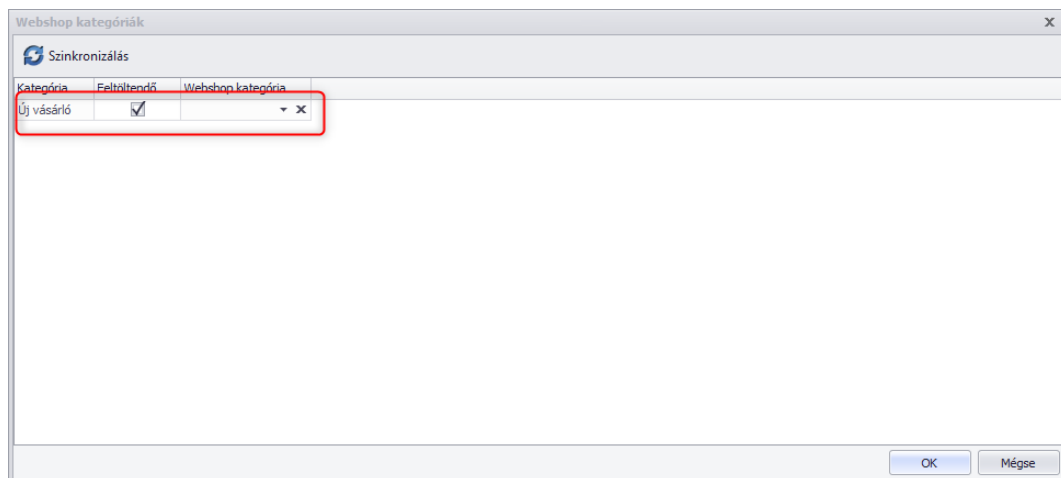 Webshop kategóriák
Szinkronizálás
Kategória Feltöltendő Webshop kategória
Új vásárló
OK Mégse